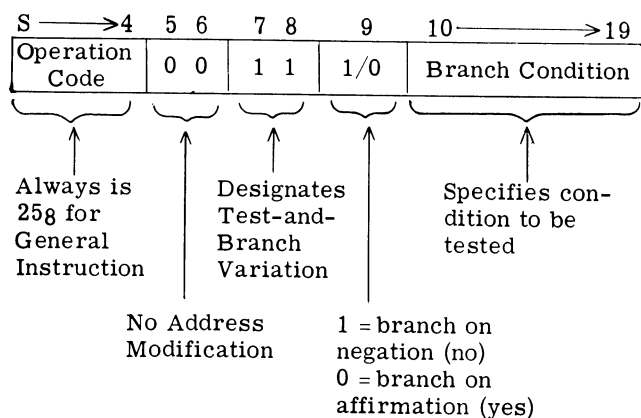 S 4 5 6 7 8 9 10 19
Operation Code 0 0 1 1 1/0 Branch Condition
Always is
25₈ for
General
Instruction
Designates
Test-and-
Branch
Variation
Specifies con-
dition to be
tested
No Address
Modification
1 = branch on
negation (no)
0 = branch on
affirmation (yes)